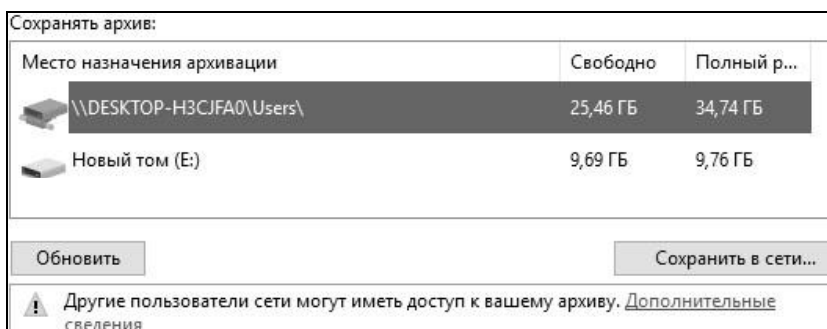 Сохранять архив:
Место назначения архивации Свободно Полный р...
\\DESKTOP-H3CJFA0\Users\ 25,46 ГБ 34,74 ГБ
Новый том (E:) 9,69 ГБ 9,76 ГБ
Обновить Сохранить в сети...
Другие пользователи сети могут иметь доступ к вашему архиву. Дополнительные
сведения